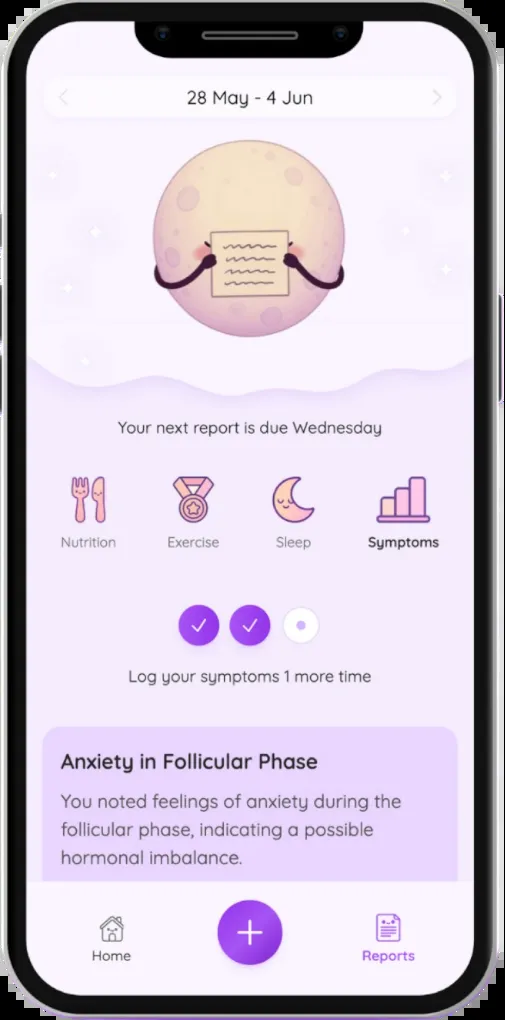 28 May - 4 Jun
Your next report is due Wednesday
Nutrition
Exercise
Sleep
Symptoms
Log your symptoms 1 more time
Anxiety in Follicular Phase
You noted feelings of anxiety during the
follicular phase, indicating a possible
hormonal imbalance.
Home
Reports